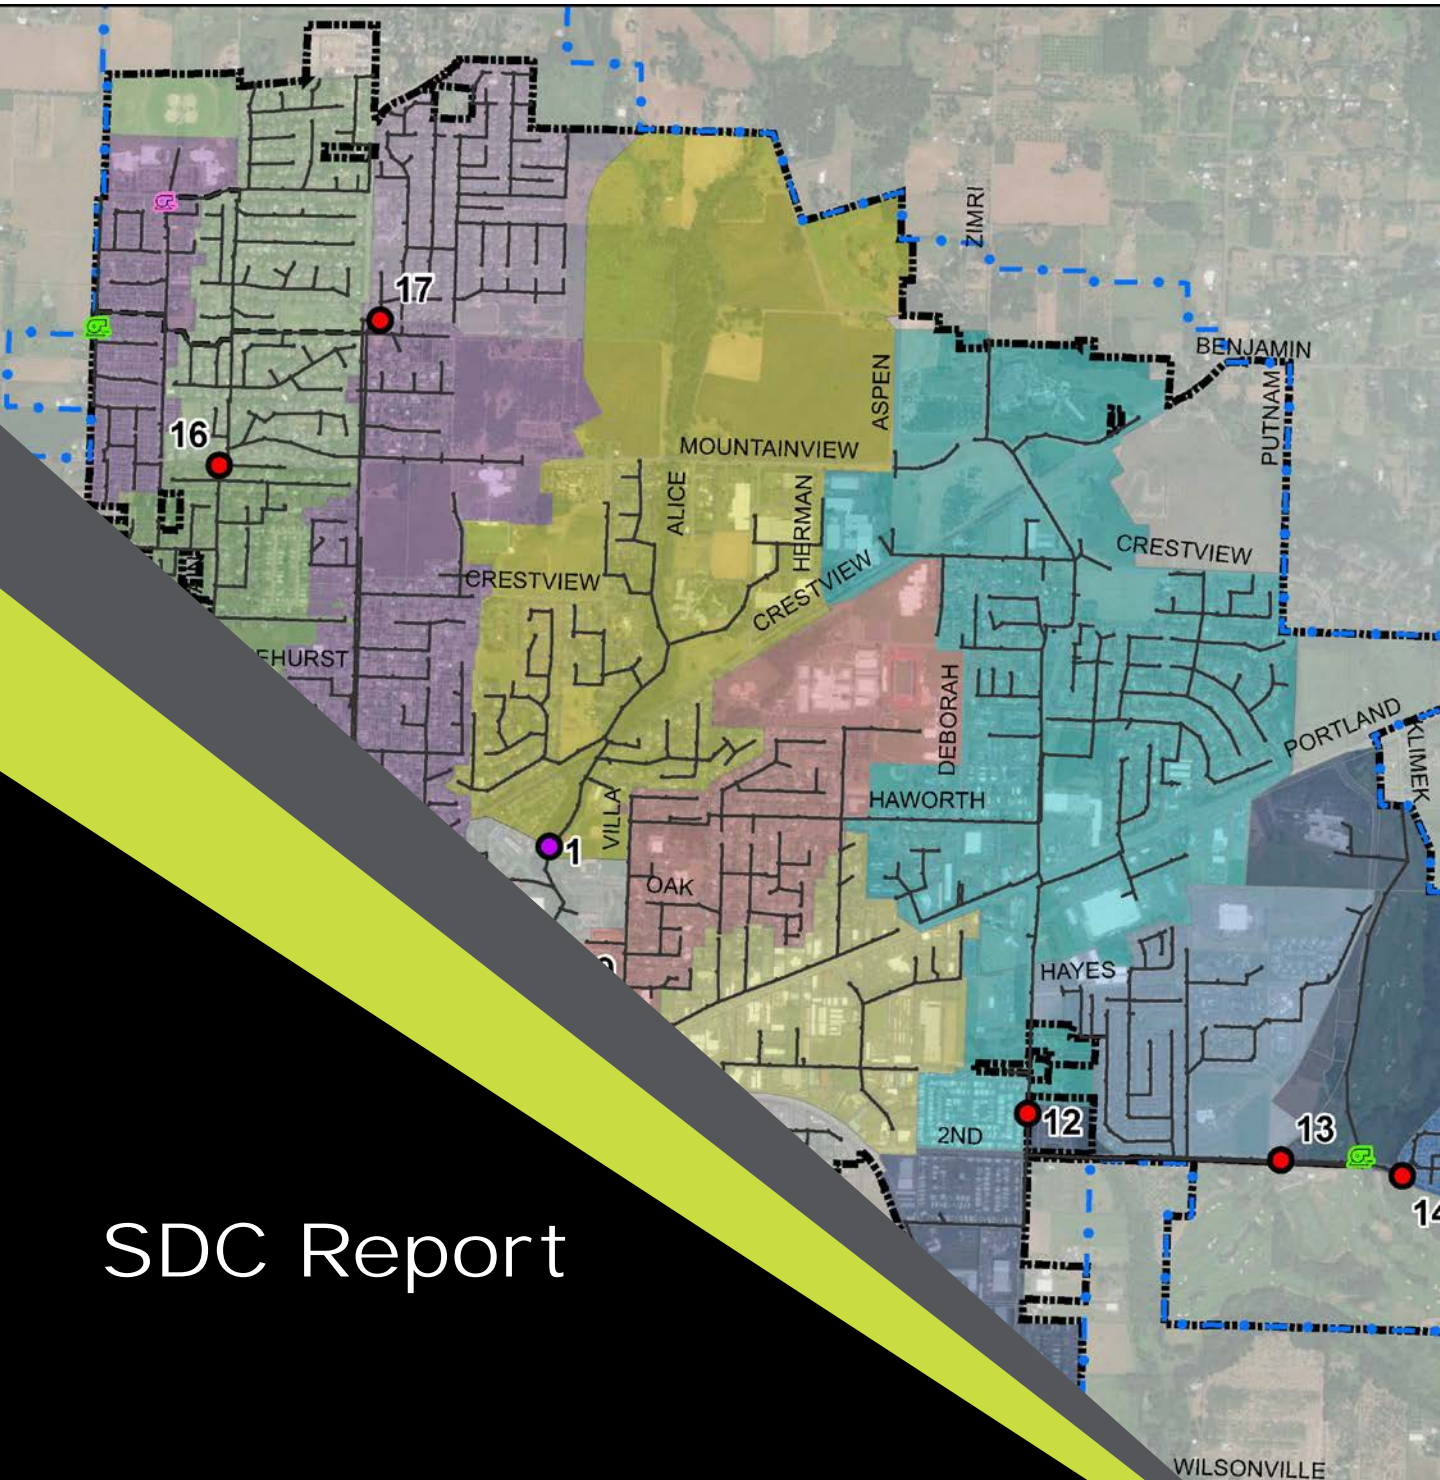 ZIMRI
17
BENJAMIN
PUTNAM
ASPEN
16
MOUNTAINVIEW
ALICE
HERMAN
CRESTVIEW
CRESTVIEW
CRESTVIEW
EHURST
DEBORAH
PORTLAND
KLIMEK
VILLA
HAWORTH
1
OAK
HAYES
12
2ND
13
14
SDC Report
WILSONVILLE